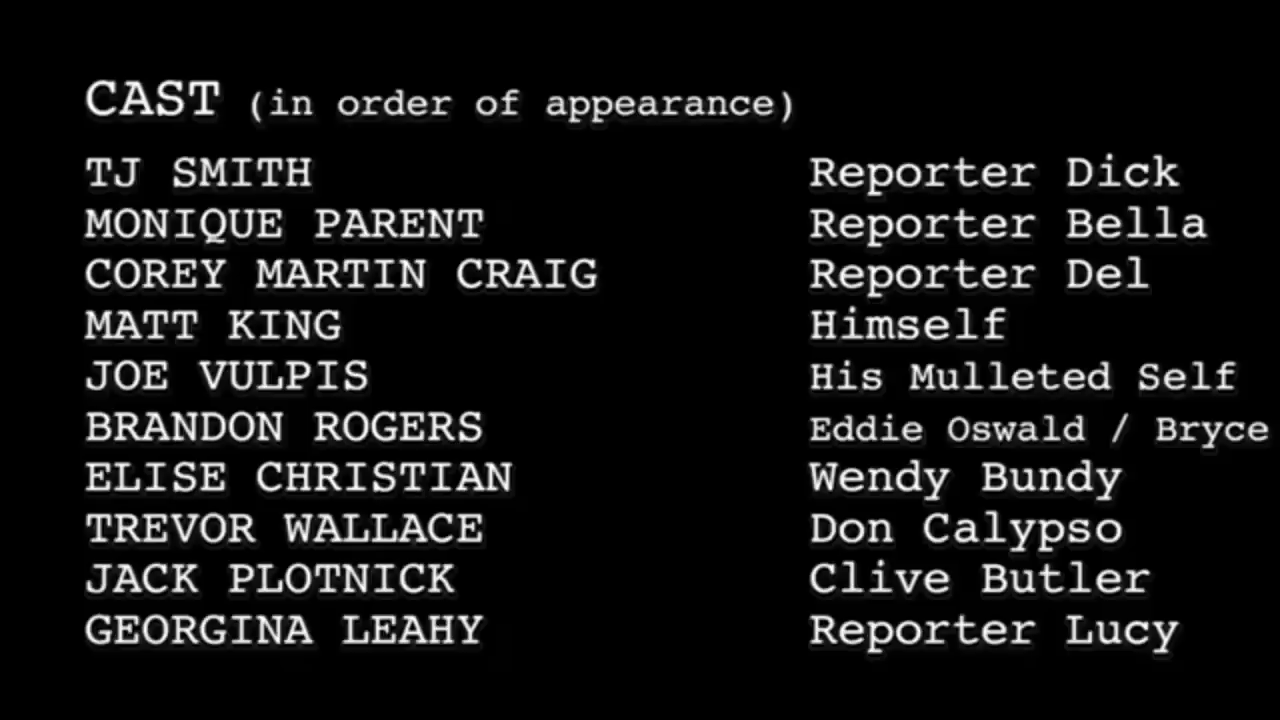 CAST (in order of appearance)
TJ SMITH Reporter Dick
MONIQUE PARENT Reporter Bella
COREY MARTIN CRAIG Reporter Del
MATT KING Himself
JOE VULPIS His Mulleted Self
BRANDON ROGERS Eddie Oswald / Bryce
ELISE CHRISTIAN Wendy Bundy
TREVOR WALLACE Don Calypso
JACK PLOTNICK Clive Butler
GEORGINA LEAHY Reporter Lucy